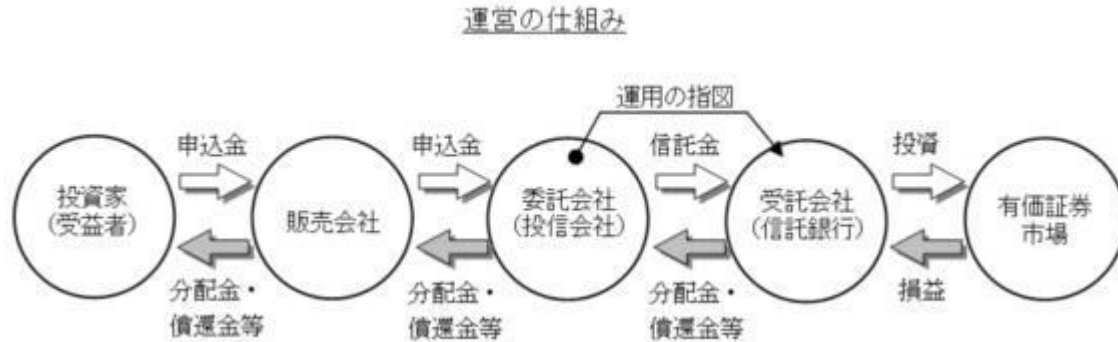 運営の仕組み
運用の指図
申込金
申込金
信託金
投資
投資家
(受益者)
販売会社
委託会社
(投信会社)
受託会社
(信託銀行)
有価証券
市場
分配金・
償還金等
分配金・
償還金等
分配金・
償還金等
損益